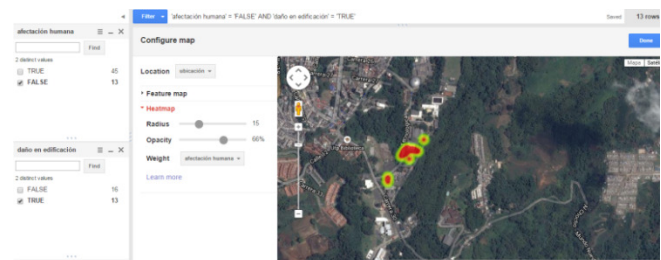 Filter
'afectación humana' = 'FALSE' AND 'daño en edificación' = 'TRUE'
Saved
13 rows
afectación humana
Find
2 distinct values
TRUE 45
FALSE 13
daño en edificación
Find
2 distinct values
FALSE 16
TRUE 13
Configure map
Done
Location ubicación
Feature map
Heatmap
Radius 15
Opacity 66%
Weight afectación humana
Learn more
Maps